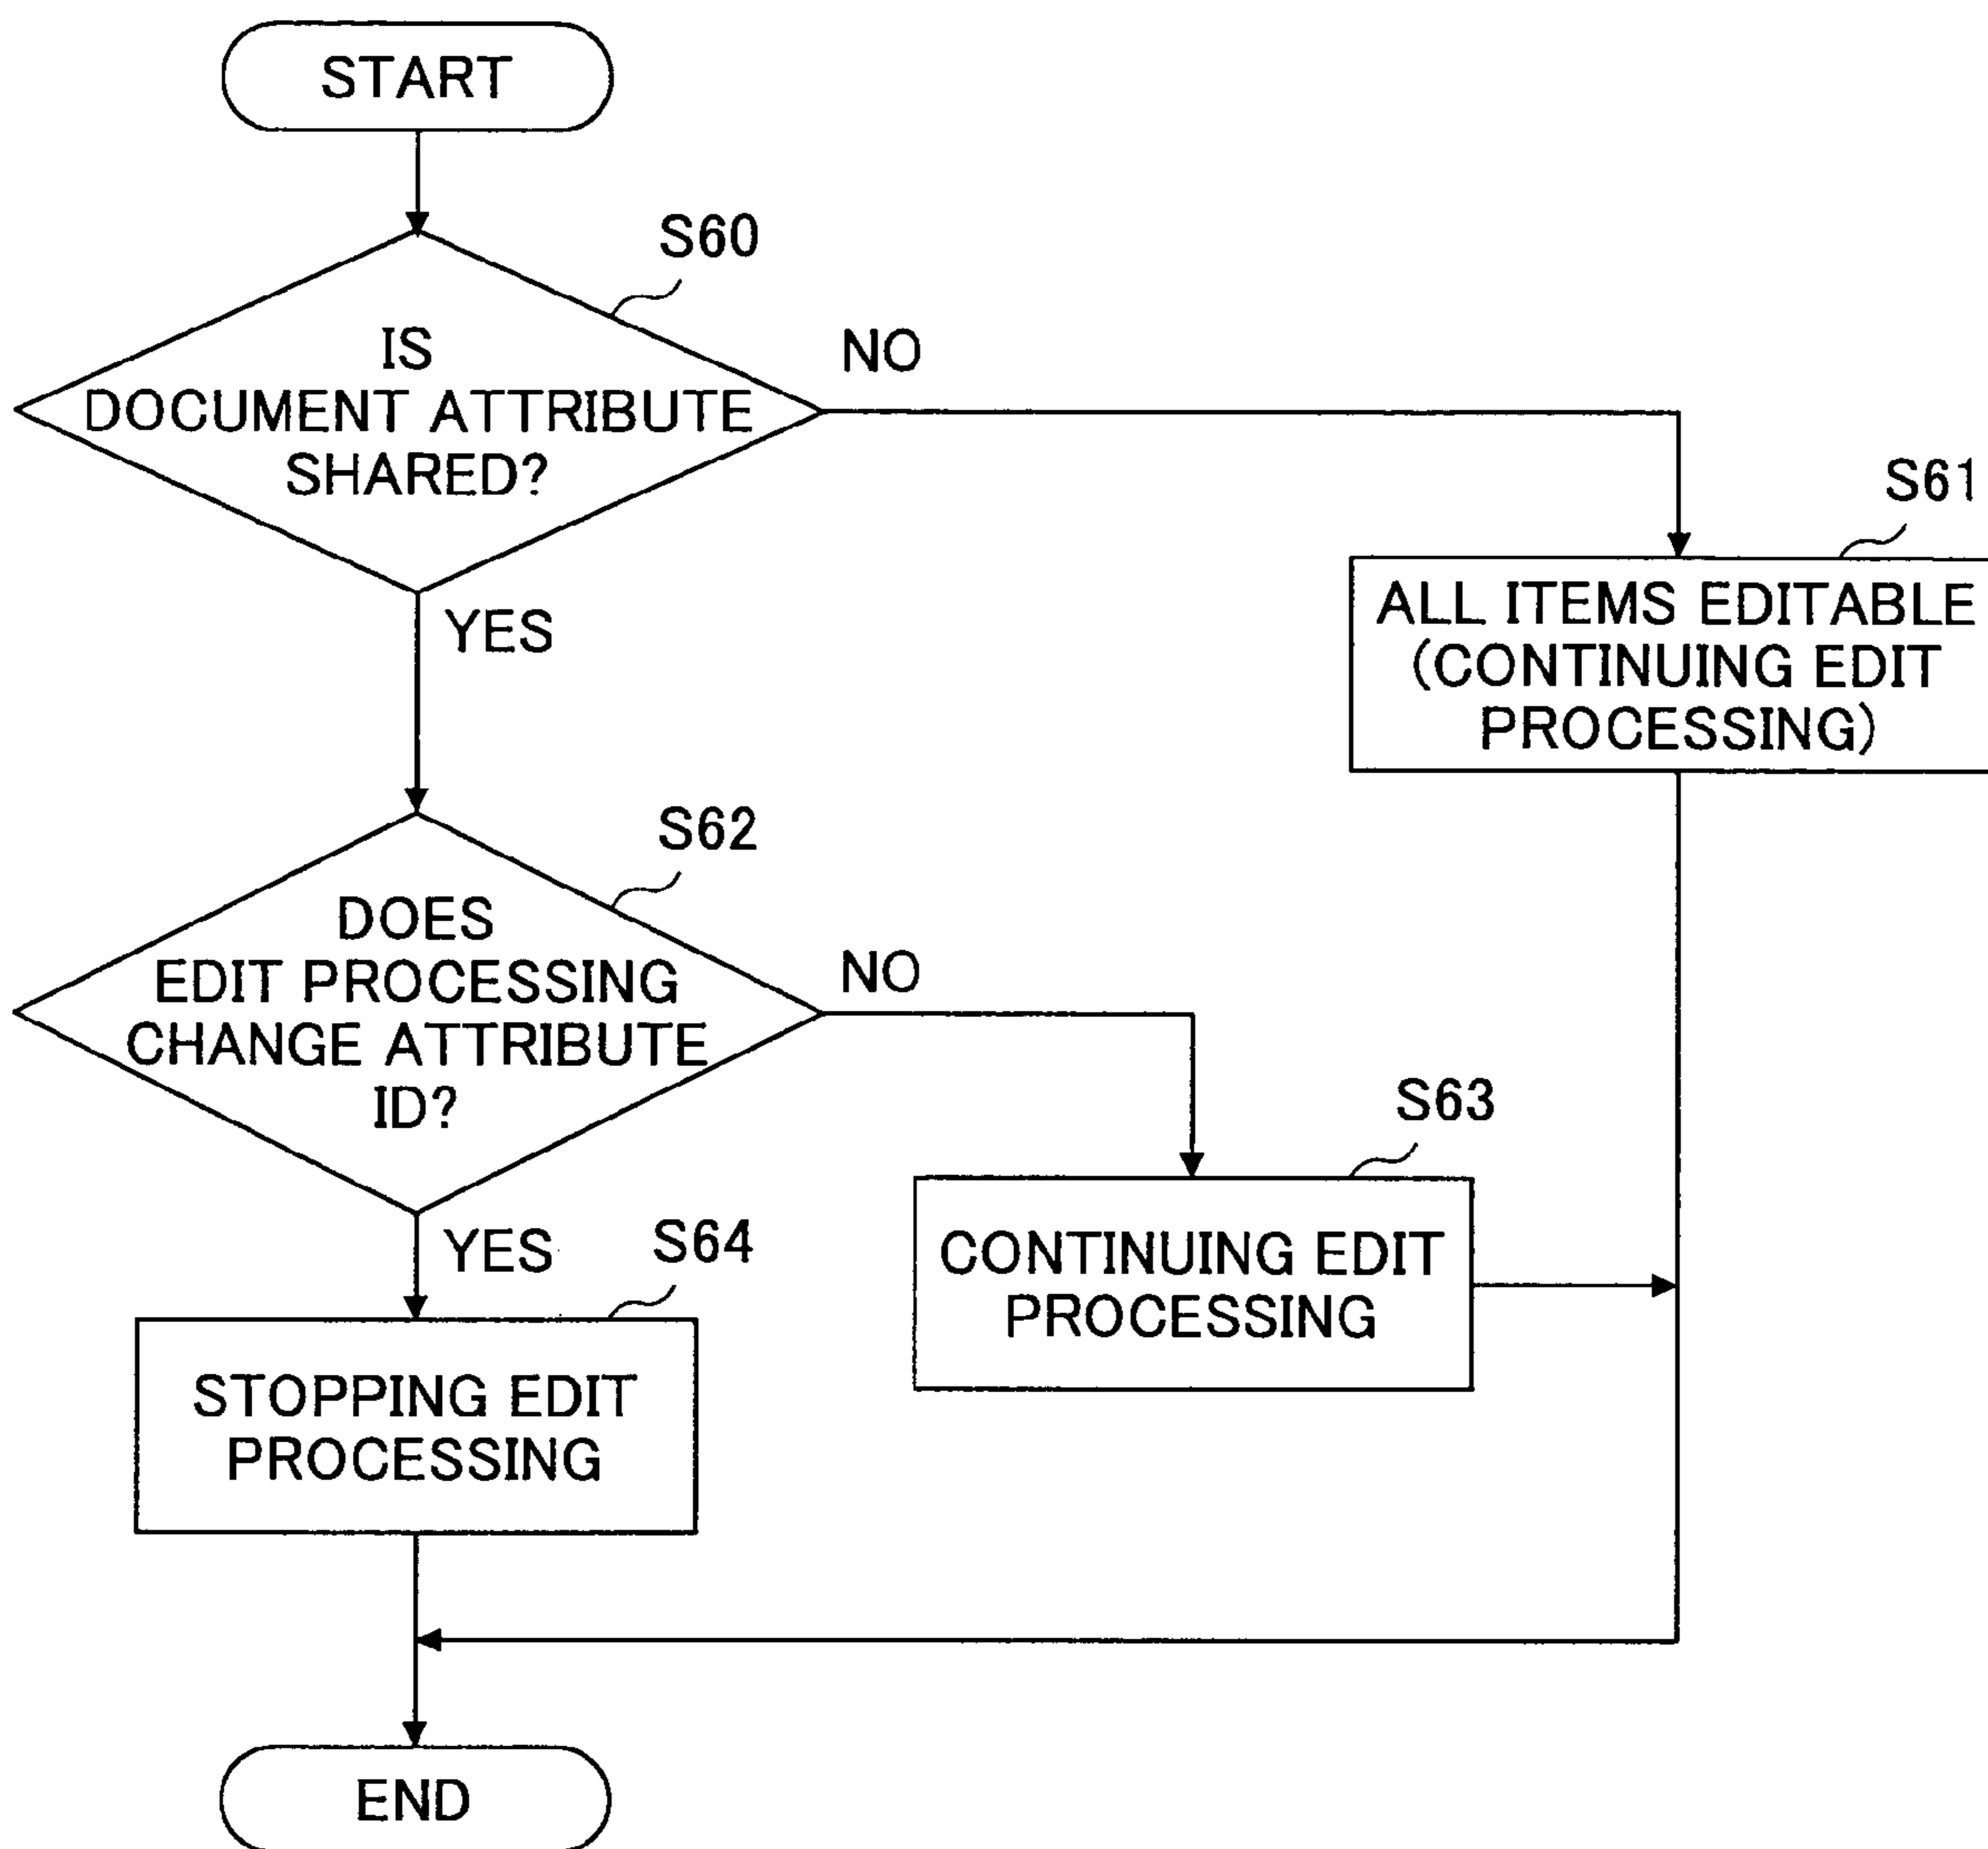 START
S60
IS
DOCUMENT ATTRIBUTE
SHARED?
NO
YES
S61
ALL ITEMS EDITABLE
(CONTINUING EDIT
PROCESSING)
S62
DOES
EDIT PROCESSING
CHANGE ATTRIBUTE
ID?
NO
YES
S63
CONTINUING EDIT
PROCESSING
S64
STOPPING EDIT
PROCESSING
END